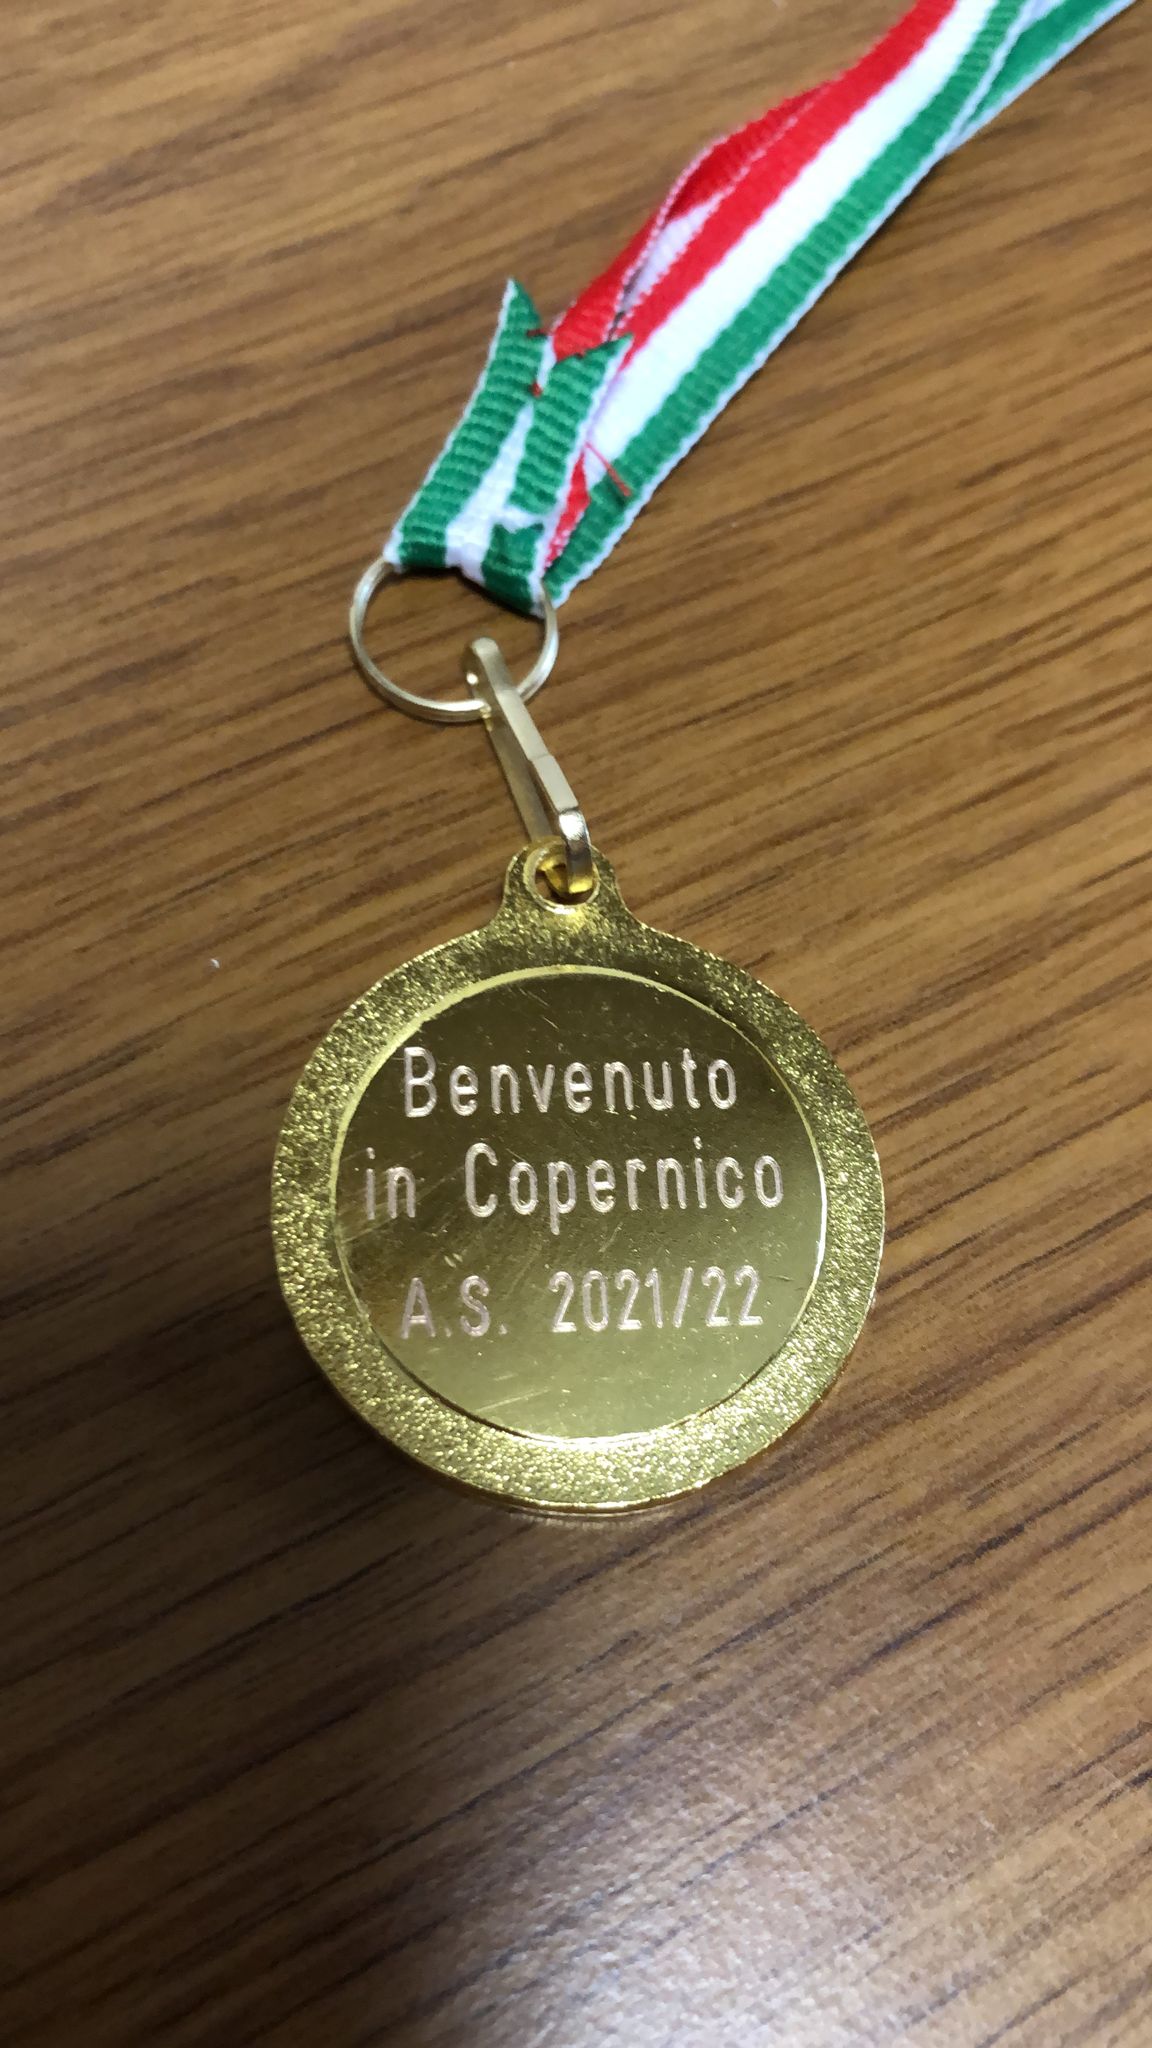 Benvenuto
in Copernico
A.S. 2021/22